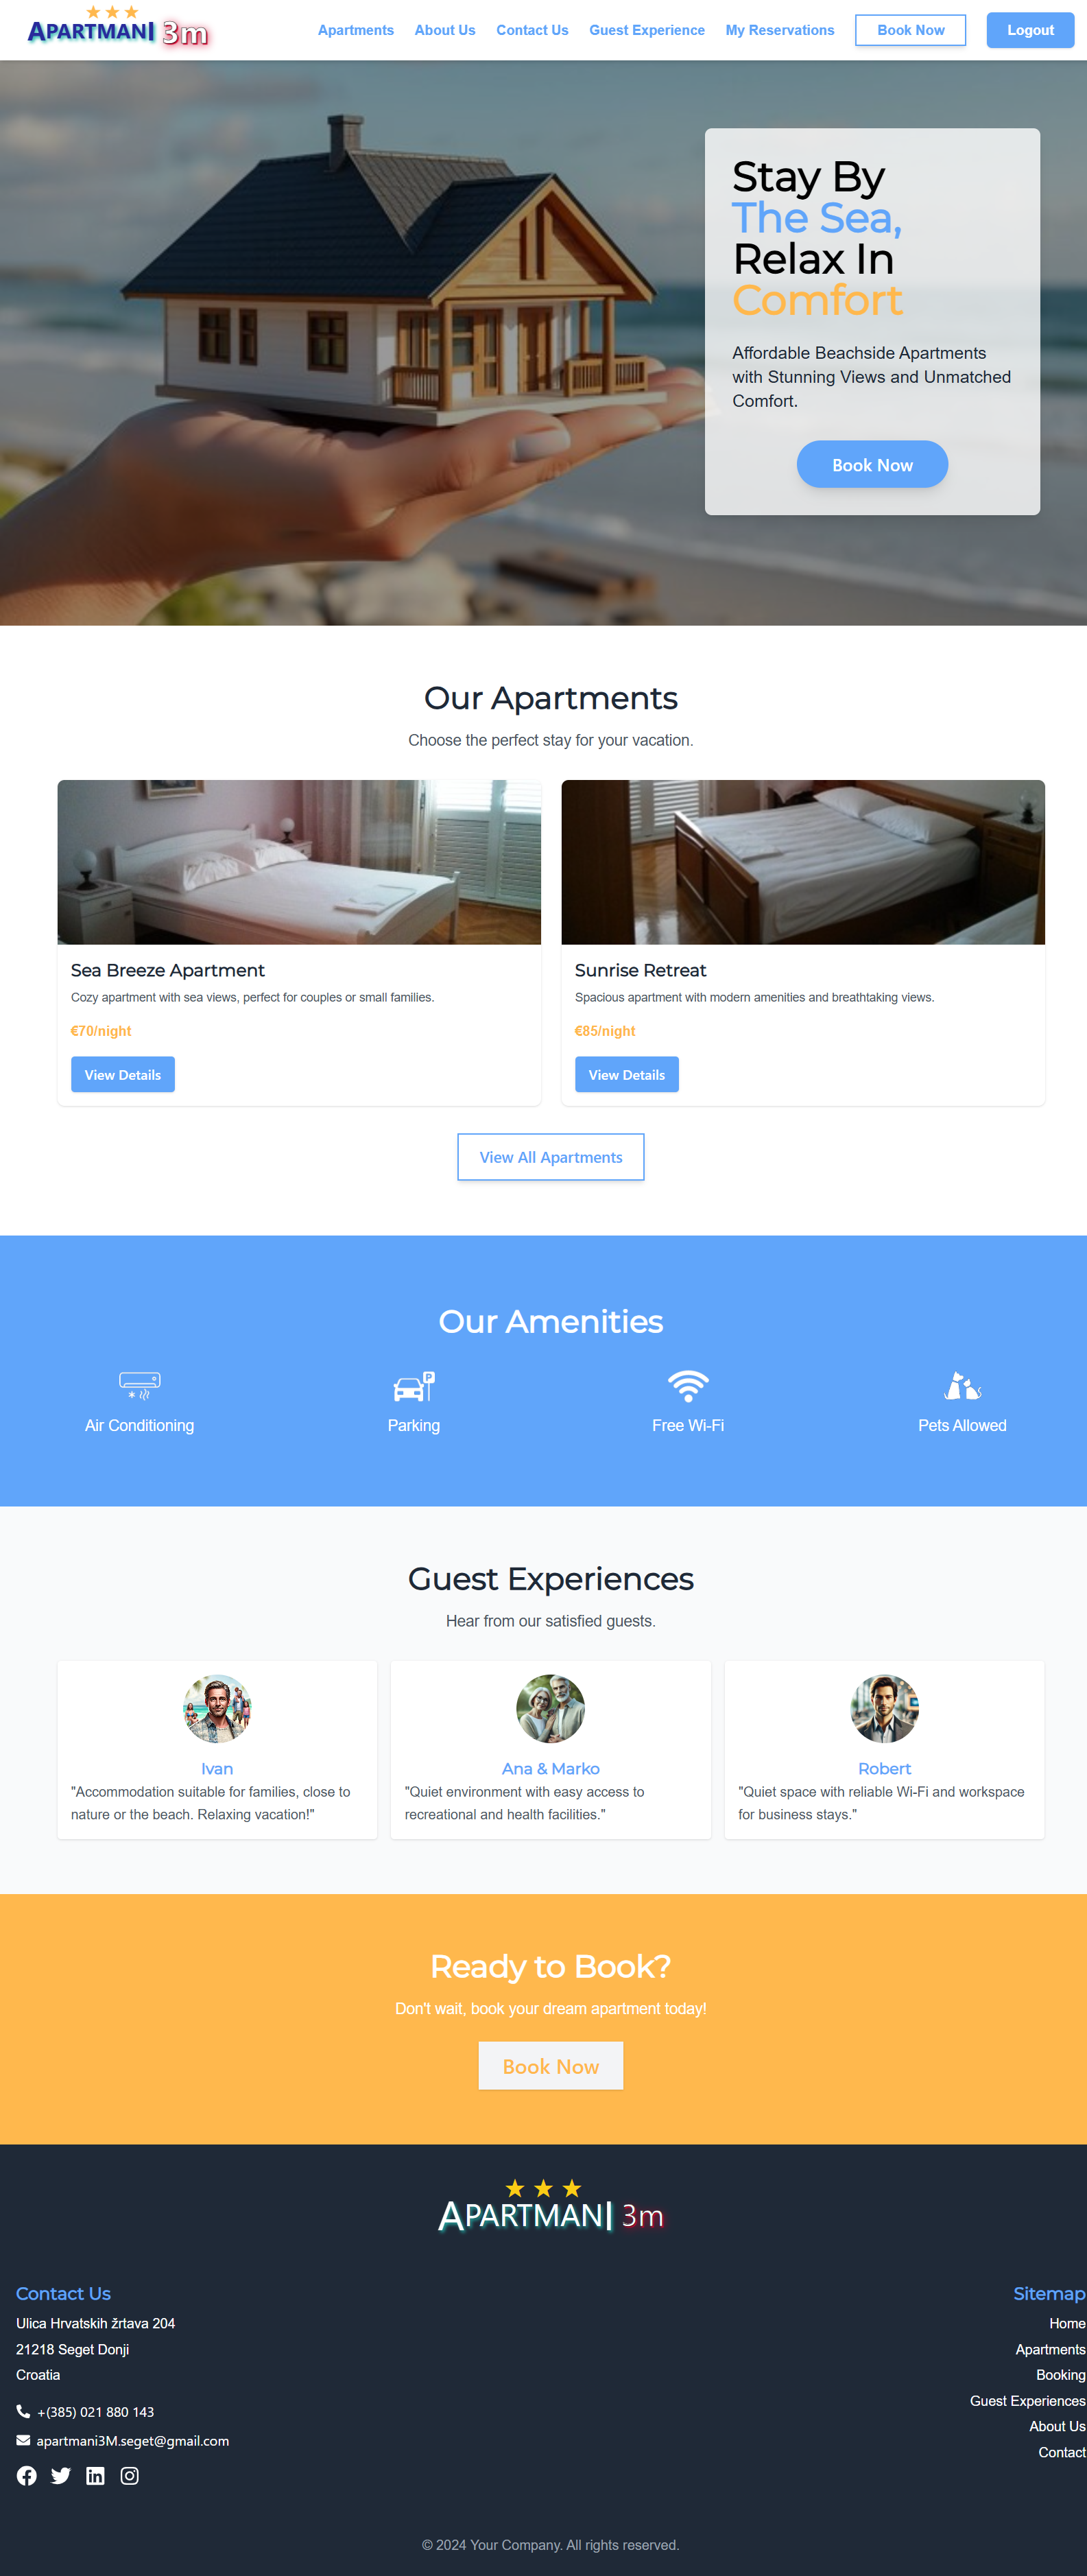 APARTMANI 3m
Apartments About Us Contact Us Guest Experience My Reservations Book Now Logout
Stay By
The Sea,
Relax In
Comfort
Affordable Beachside Apartments
with Stunning Views and Unmatched
Comfort.
Book Now
Our Apartments
Choose the perfect stay for your vacation.
Sea Breeze Apartment
Cozy apartment with sea views, perfect for couples or small families.
€70/night
View Details
Sunrise Retreat
Spacious apartment with modern amenities and breathtaking views.
€85/night
View Details
View All Apartments
Our Amenities
P
Air Conditioning
Parking
Free Wi-Fi
Pets Allowed
Guest Experiences
Hear from our satisfied guests.
Ivan
"Accommodation suitable for families, close to
nature or the beach. Relaxing vacation!"
Ana & Marko
"Quiet environment with easy access to
recreational and health facilities."
Robert
"Quiet space with reliable Wi-Fi and workspace
for business stays."
Ready to Book?
Don't wait, book your dream apartment today!
Book Now
APARTMANI 3m
Contact Us
Ulica Hrvatskih žrtava 204
21218 Seget Donji
Croatia
+(385) 021 880 143
apartmani3M.seget@gmail.com
Sitemap
Home
Apartments
Booking
Guest Experiences
About Us
Contact
© 2024 Your Company. All rights reserved.